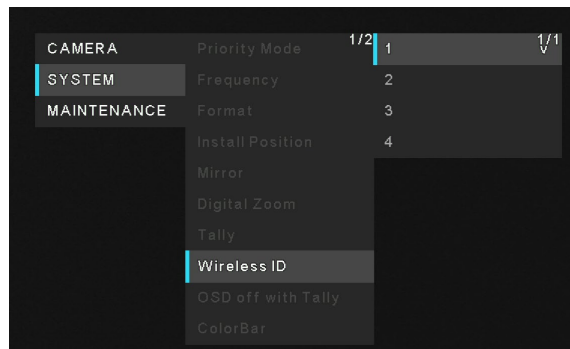 CAMERA
SYSTEM
MAINTENANCE
1/2
Priority Mode
Frequency
Format
Install Position
Mirror
Digital Zoom
Tally
Wireless ID
OSD off with Tally
ColorBar
1/1
1
2
3
4